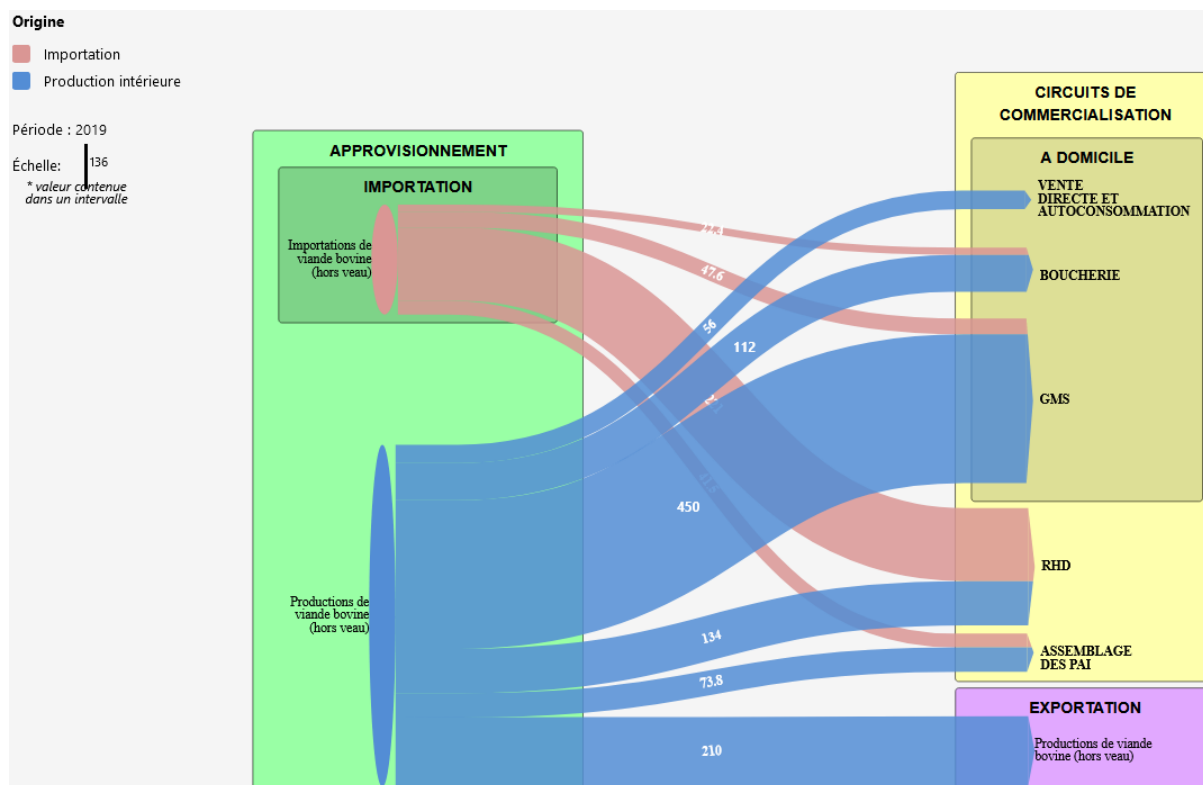 Origine
Importation
Production intérieure
Période : 2019
Échelle:
136
* valeur contenue
dans un intervalle
APPROVISIONNEMENT
IMPORTATION
Importations de
viande bovine
(hors veau)
Productions de
viande bovine
(hors veau)
22.4
47.6
56
112
450
134
73.8
210
CIRCUITS DE
COMMERCIALISATION
A DOMICILE
VENTE
DIRECTE ET
AUTOCONSOMMATION
BOUCHERIE
GMS
RHD
ASSEMBLAGE
DES PAI
EXPORTATION
Productions de viande
bovine (hors veau)